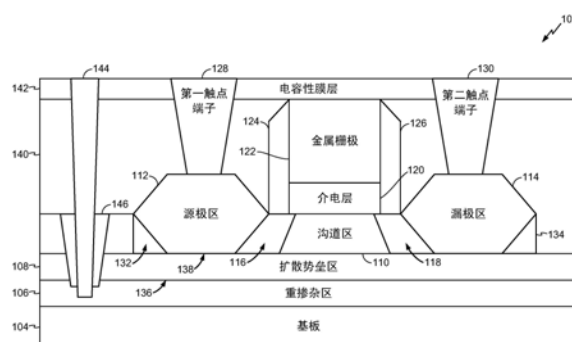 10
144
128
130
142
第一触点
端子
电容性膜层
第二触点
端子
124
126
122
金属栅极
140
112
120
114
146
介电层
源极区
漏极区
沟道区
134
132
138
116
110
118
108
扩散势垒区
136
106
重掺杂区
104
基板